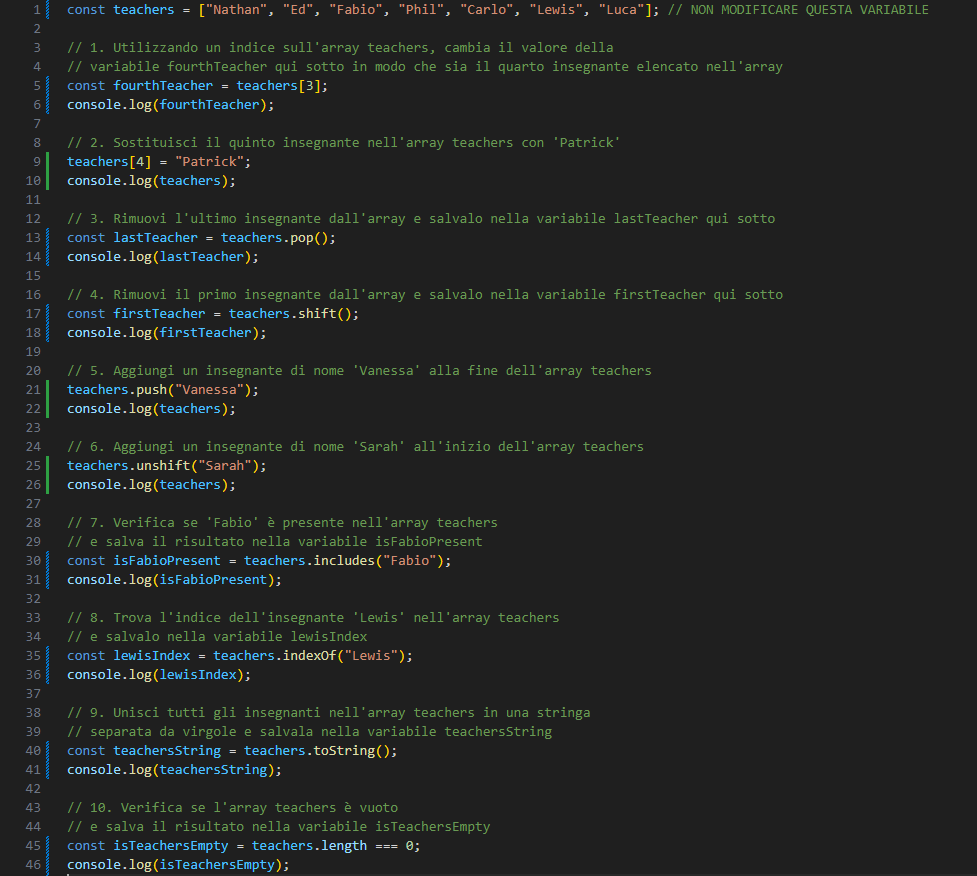 1 const teachers = ["Nathan", "Ed", "Fabio", "Phil", "Carlo", "Lewis", "Luca"]; // NON MODIFICARE QUESTA VARIABILE
2
3 // 1. Utilizzando un indice sull'array teachers, cambia il valore della
4 // variabile fourthTeacher qui sotto in modo che sia il quarto insegnante elencato nell'array
5 const fourthTeacher = teachers[3];
6 console.log(fourthTeacher);
7
8 // 2. Sostituisci il quinto insegnante nell'array teachers con 'Patrick'
9 teachers[4] = "Patrick";
10 console.log(teachers);
11
12 // 3. Rimuovi l'ultimo insegnante dall'array e salvalo nella variabile lastTeacher qui sotto
13 const lastTeacher = teachers.pop();
14 console.log(lastTeacher);
15
16 // 4. Rimuovi il primo insegnante dall'array e salvalo nella variabile firstTeacher qui sotto
17 const firstTeacher = teachers.shift();
18 console.log(firstTeacher);
19
20 // 5. Aggiungi un insegnante di nome 'Vanessa' alla fine dell'array teachers
21 teachers.push("Vanessa");
22 console.log(teachers);
23
24 // 6. Aggiungi un insegnante di nome 'Sarah' all'inizio dell'array teachers
25 teachers.unshift("Sarah");
26 console.log(teachers);
27
28 // 7. Verifica se 'Fabio' è presente nell'array teachers
29 // e salva il risultato nella variabile isFabioPresent
30 const isFabioPresent = teachers.includes("Fabio");
31 console.log(isFabioPresent);
32
33 // 8. Trova l'indice dell'insegnante 'Lewis' nell'array teachers
34 // e salvalo nella variabile lewisIndex
35 const lewisIndex = teachers.indexOf("Lewis");
36 console.log(lewisIndex);
37
38 // 9. Unisci tutti gli insegnanti nell'array teachers in una stringa
39 // separata da virgole e salvala nella variabile teachersString
40 const teachersString = teachers.toString();
41 console.log(teachersString);
42
43 // 10. Verifica se l'array teachers è vuoto
44 // e salva il risultato nella variabile isTeachersEmpty
45 const isTeachersEmpty = teachers.length === 0;
46 console.log(isTeachersEmpty);